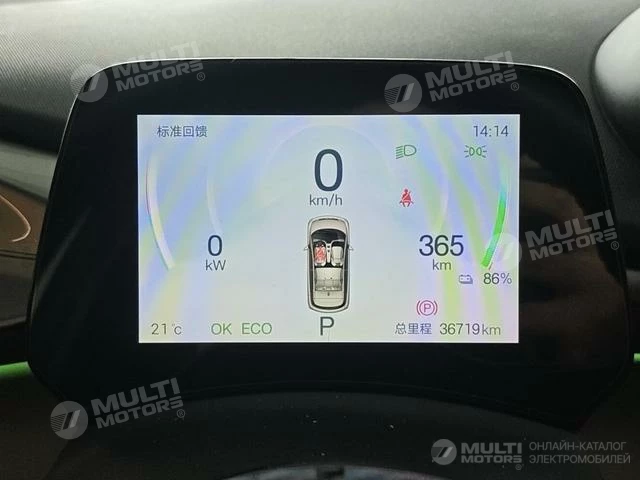 MULTI
MOTORS
MULTI
MOTORS
标准回馈
14:14
0
km/h
0
kW
365
km
86%
MULTI
MOTORS
21℃
OK ECO
P
P
总里程 36719km
MULTI
MOTORS
MULTI
MOTORS
ОНЛАЙН-КАТАЛОГ
ЭЛЕКТРОМОБИЛЕЙ